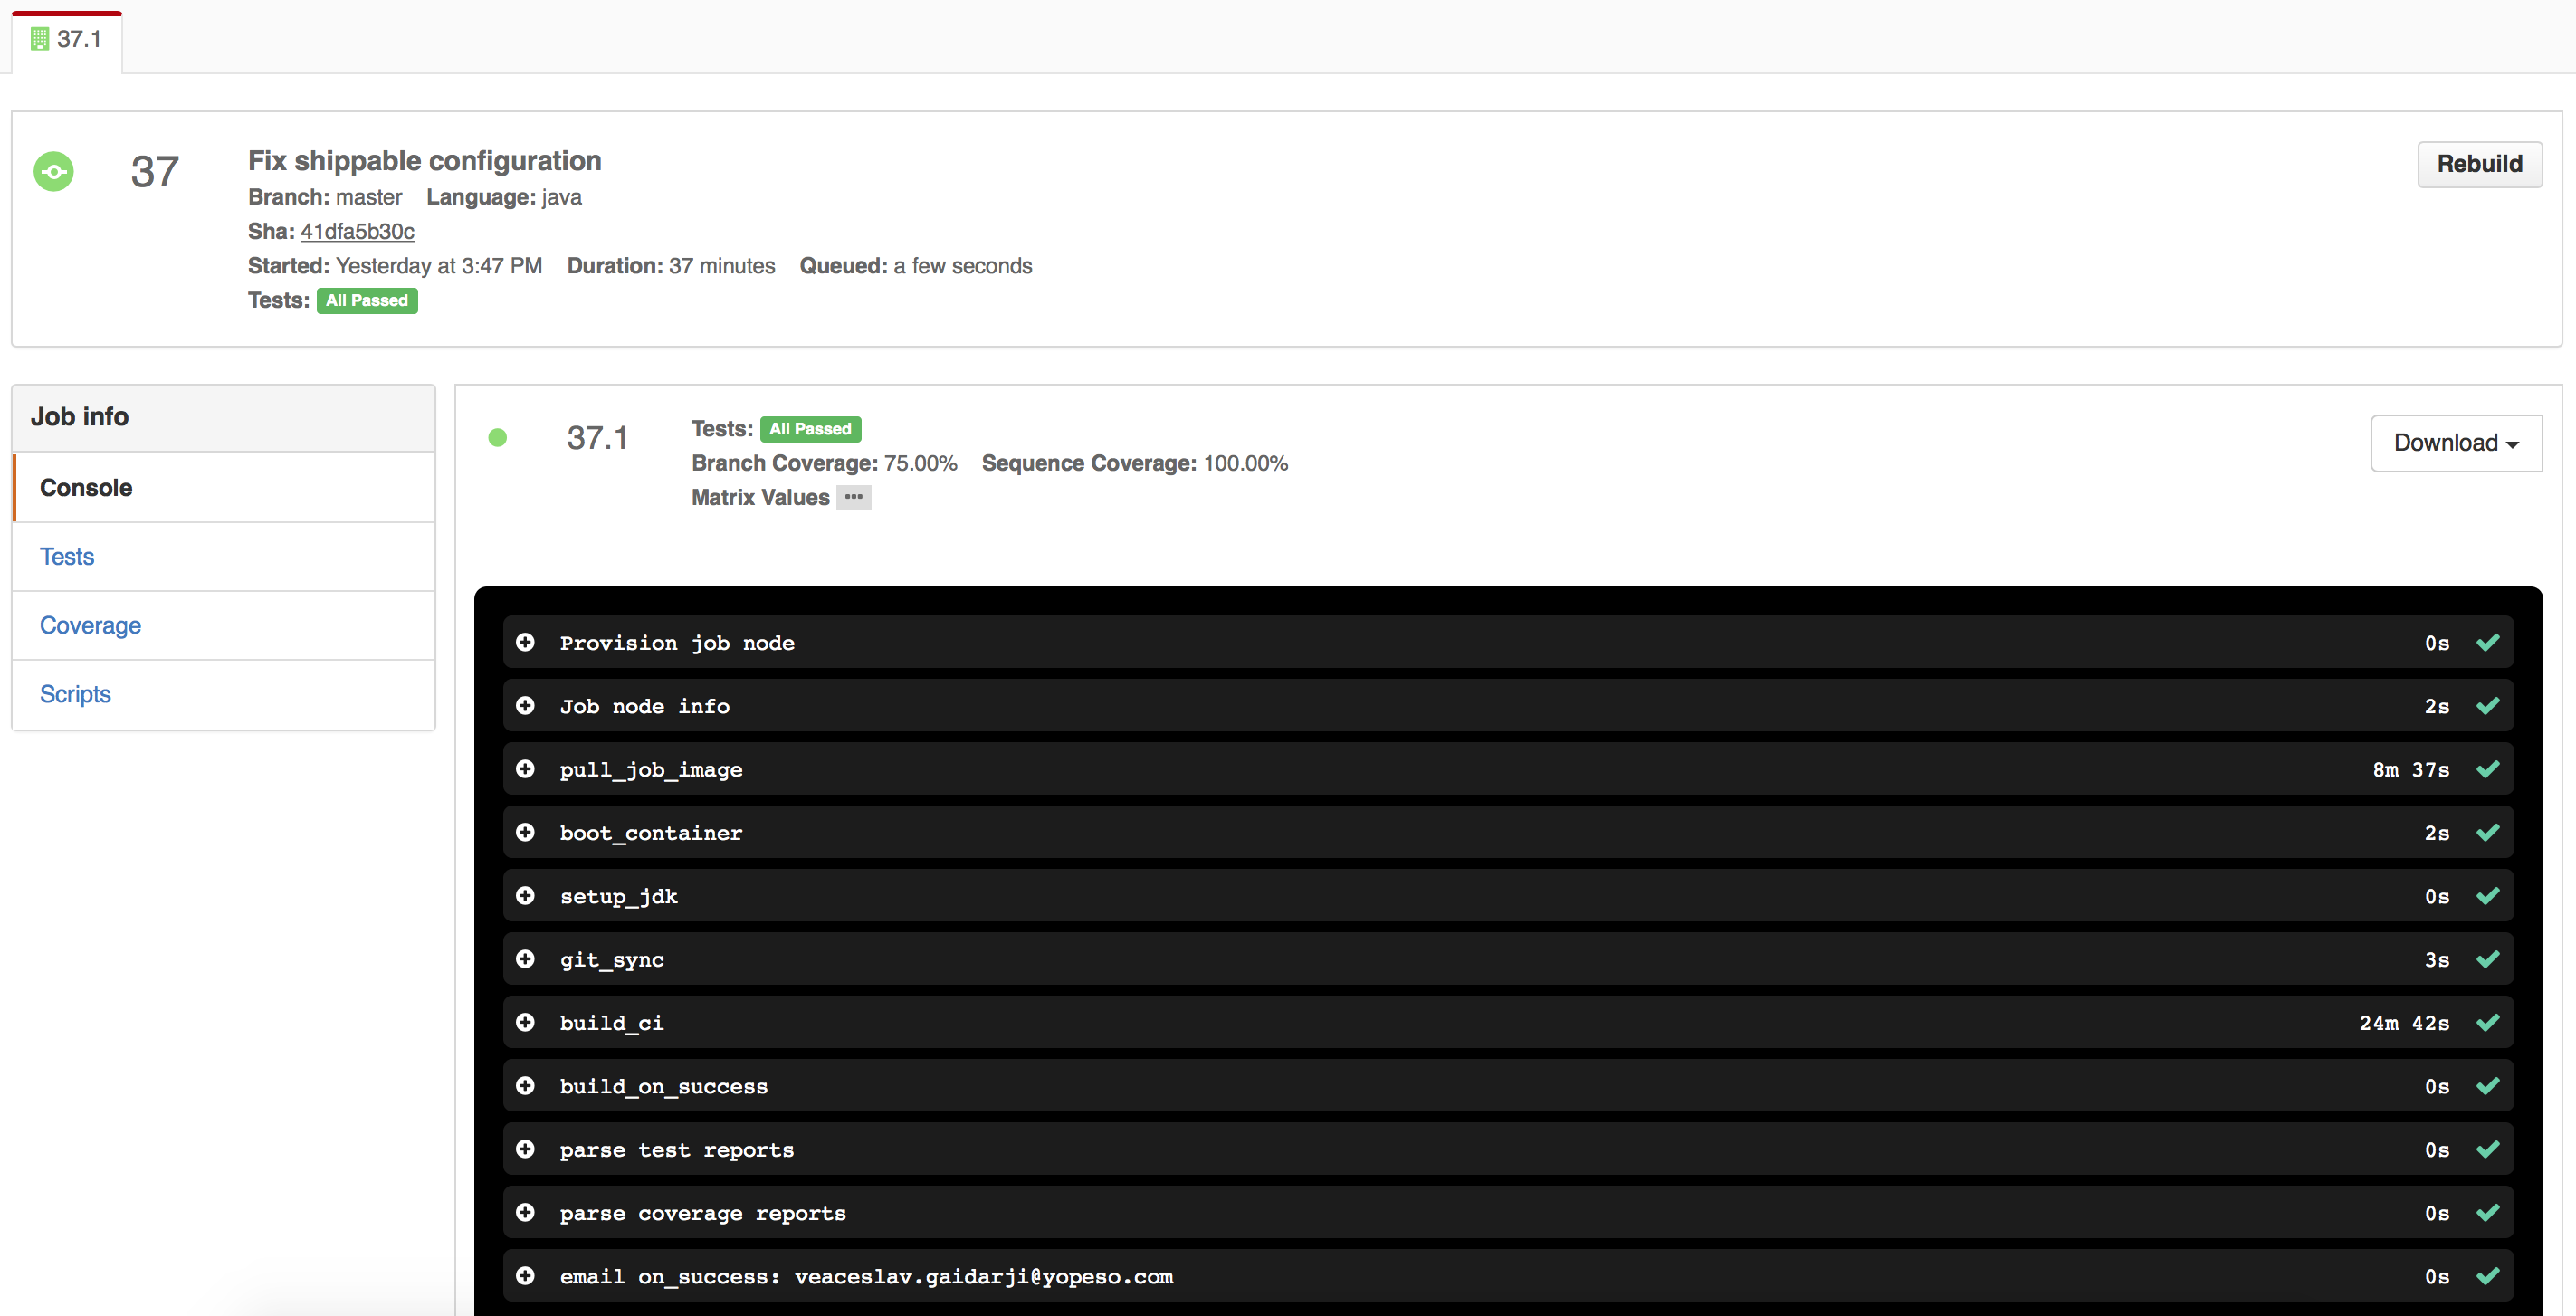 37.1
37
Fix shippable configuration
Rebuild
Branch: master Language: java
Sha: 41dfa5b30c
Started: Yesterday at 3:47 PM Duration: 37 minutes Queued: a few seconds
Tests: All Passed
Job info
Console
Tests
Coverage
Scripts
37.1
Tests: All Passed
Branch Coverage: 75.00% Sequence Coverage: 100.00%
Matrix Values ...
Download
Provision job node 0s
Job node info 2s
pull_job_image 8m 37s
boot_container 2s
setup_jdk 0s
git_sync 3s
build_ci 24m 42s
build_on_success 0s
parse test reports 0s
parse coverage reports 0s
email on_success: veaceslav.gaidarji@yopeso.com 0s